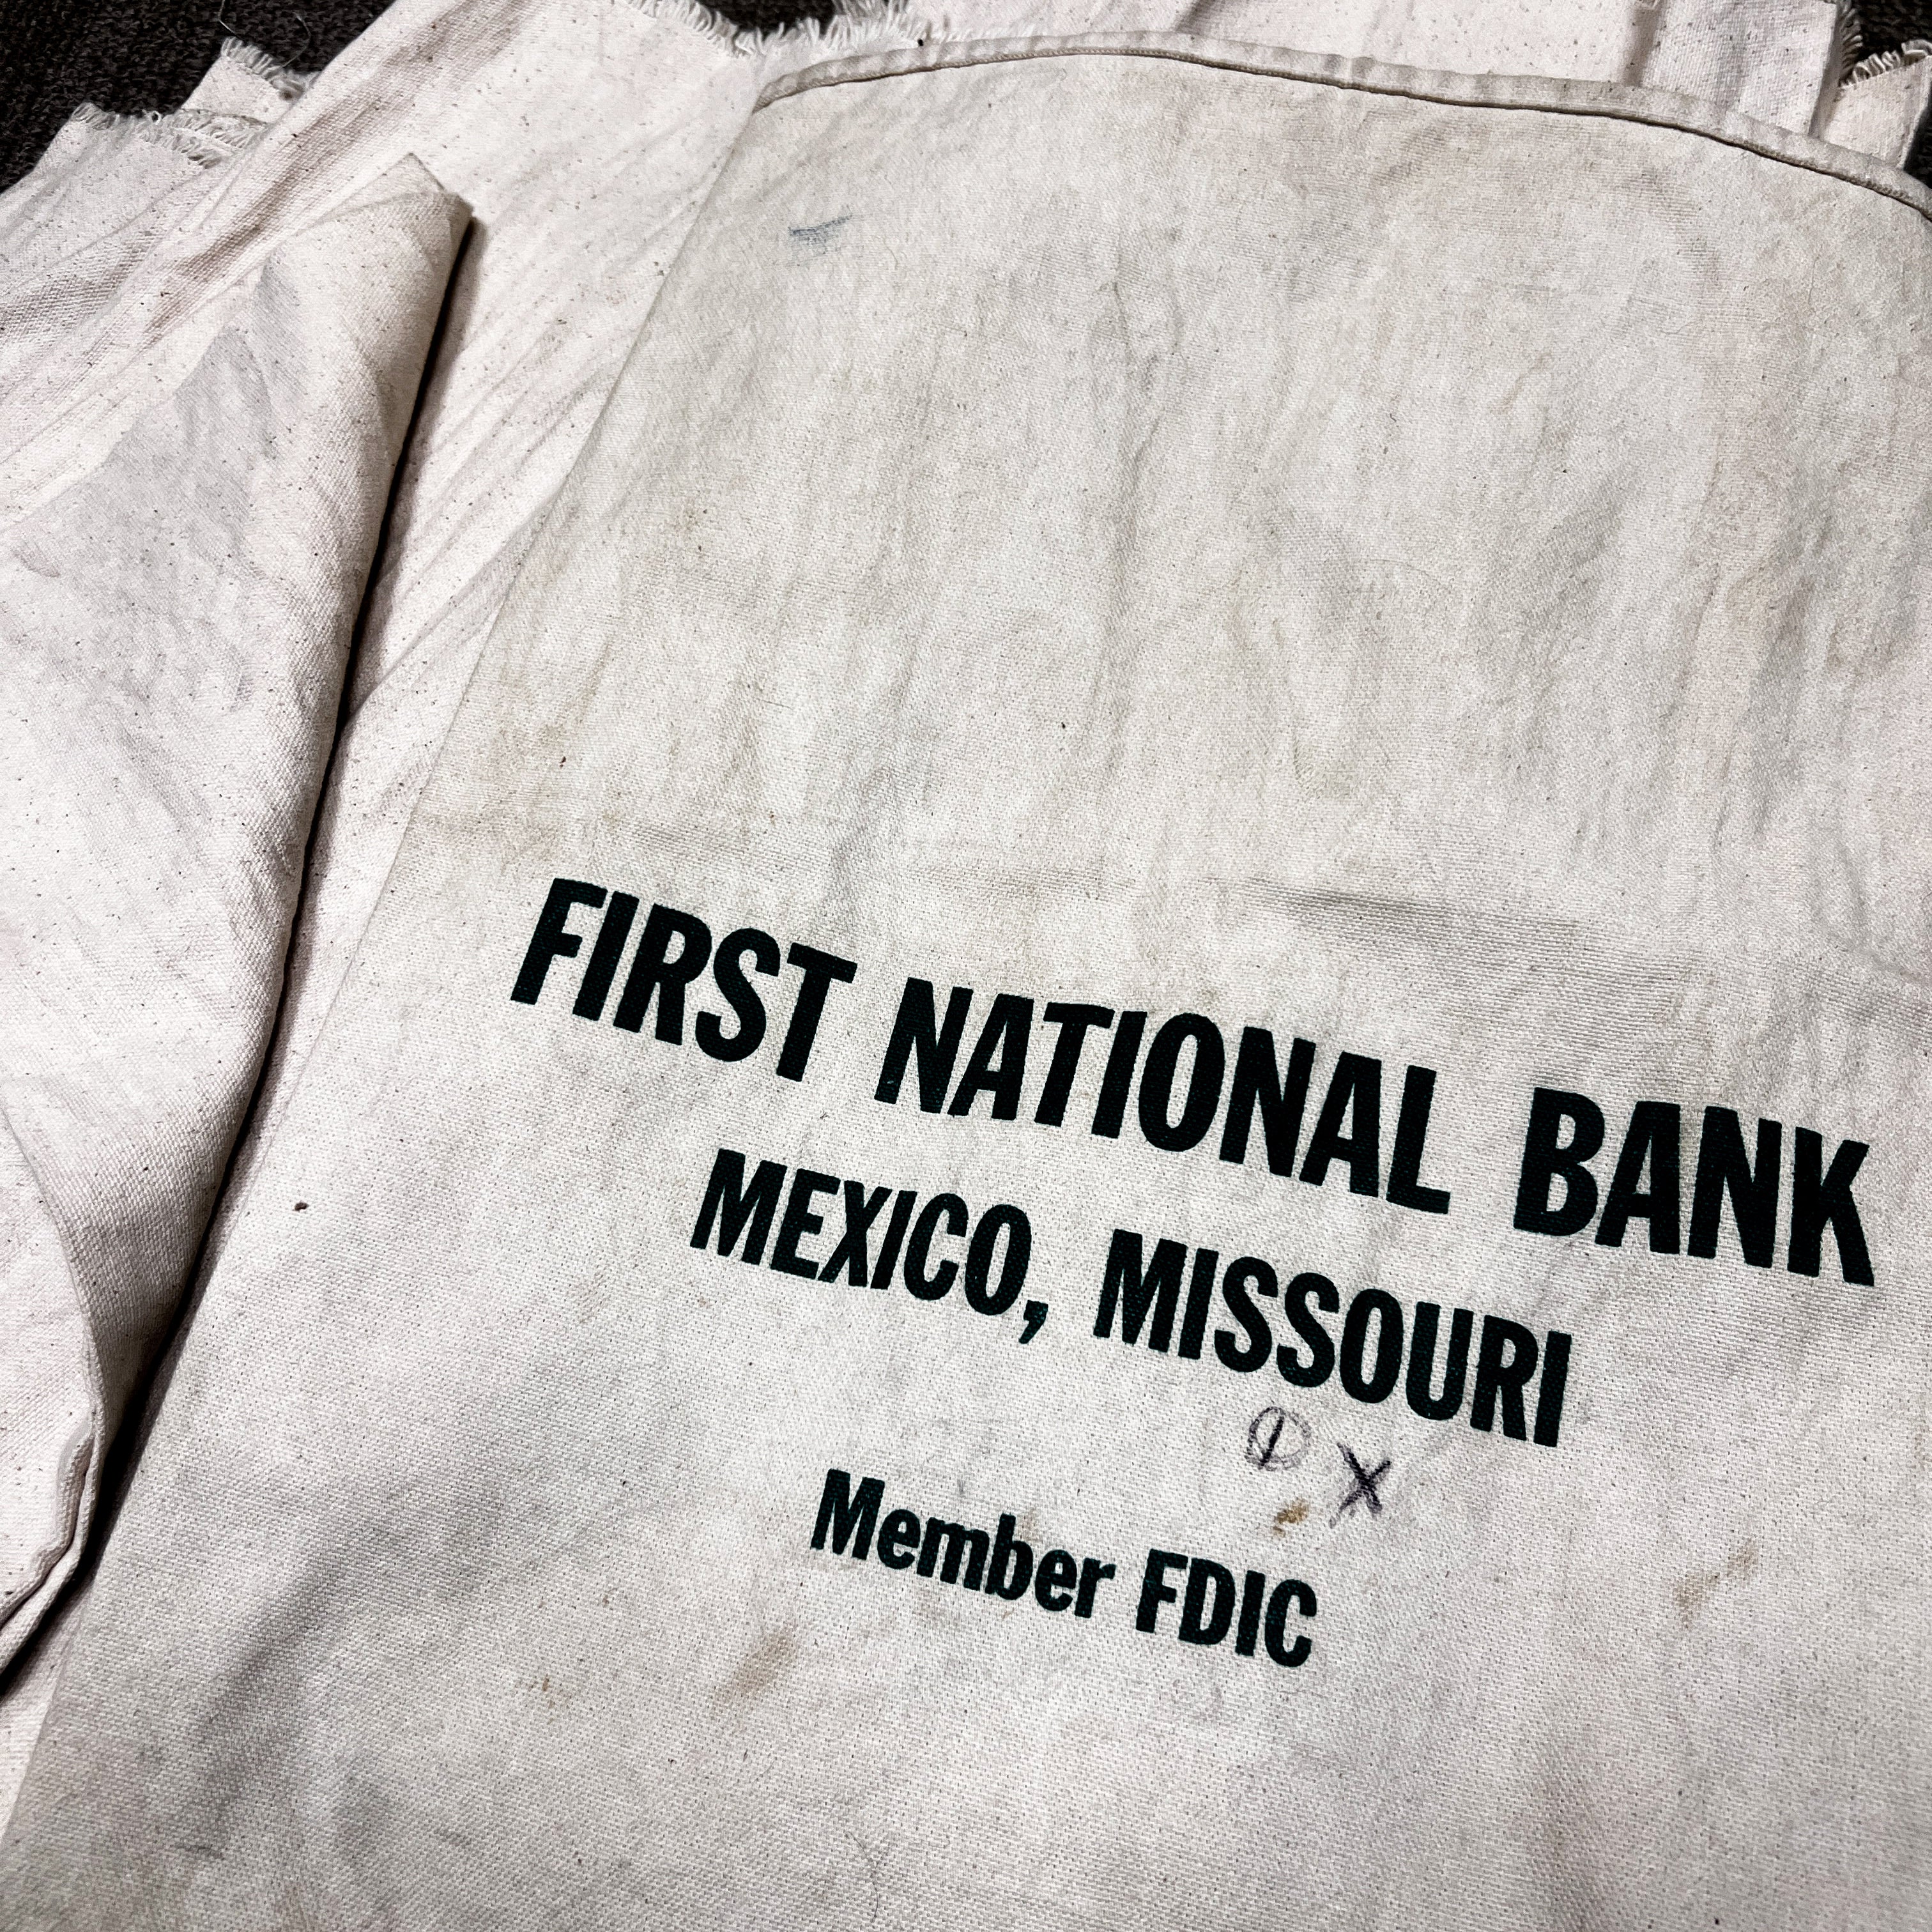 FIRST NATIONAL BANK
MEXICO, MISSOURI
X
Member FDIC